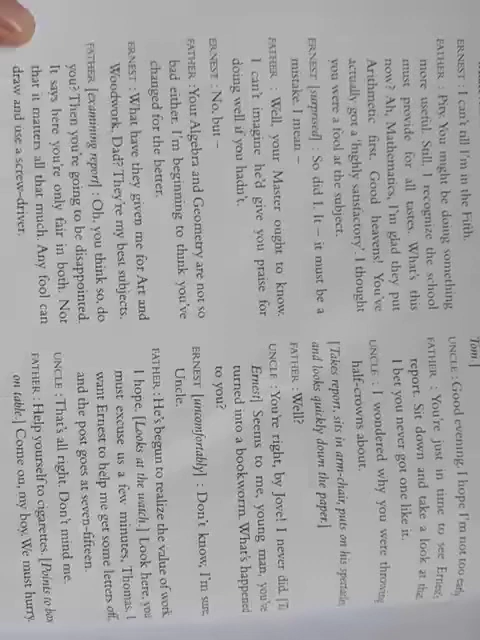 ERNEST : I can't till I'm in the Fifth.
FATHER : Pity. You might be doing something
more useful. Still, I recognize the school
must provide for all tastes. What's this
now? Ah, Mathematics, I'm glad they put
Arithmetic first. Good heavens! You've
actually got a 'highly satisfactory'. I thought
you were a fool at the subject.
ERNEST [surprised] : So did I. It – it must be a
mistake. I mean –
FATHER : Well, your Master ought to know.
I can't imagine he'd give you praise for
doing well if you hadn't.
ERNEST : No, but –
FATHER : Your Algebra and Geometry are not so
bad either. I'm beginning to think you've
changed for the better.
ERNEST : What have they given me for Art and
Woodwork, Dad? They're my best subjects.
FATHER [examining report] : Oh, you think so, do
you? Then you're going to be disappointed.
It says here you're only fair in both. Not
that it matters all that much. Any fool can
draw and use a screw-driver.
Tom]
UNCLE : Good evening. I hope I'm not too early
FATHER : You're just in time to see Ernest's
report. Sit down and take a look at the
I bet you never got one like it.
UNCLE : I wondered why you were throwing
half-crowns about.
[Takes report, sits in arm-chair, puts on his spectacles
and looks quickly down the paper.]
FATHER : Well?
UNCLE : You're right, by Jove! I never did. [To
Ernest] Seems to me, young man, you've
turned into a bookworm. What's happened
to you?
ERNEST [uncomfortably] : Don't know, I'm sure,
Uncle.
FATHER : He's begun to realize the value of work,
I hope. [Looks at the watch.] Look here, you
must excuse us a few minutes, Thomas. I
want Ernest to help me get some letters off,
and the post goes at seven-fifteen.
UNCLE : That's all right. Don't mind me.
FATHER : Help yourself to cigarettes. [Points to box
on table.] Come on, my boy. We must hurry.